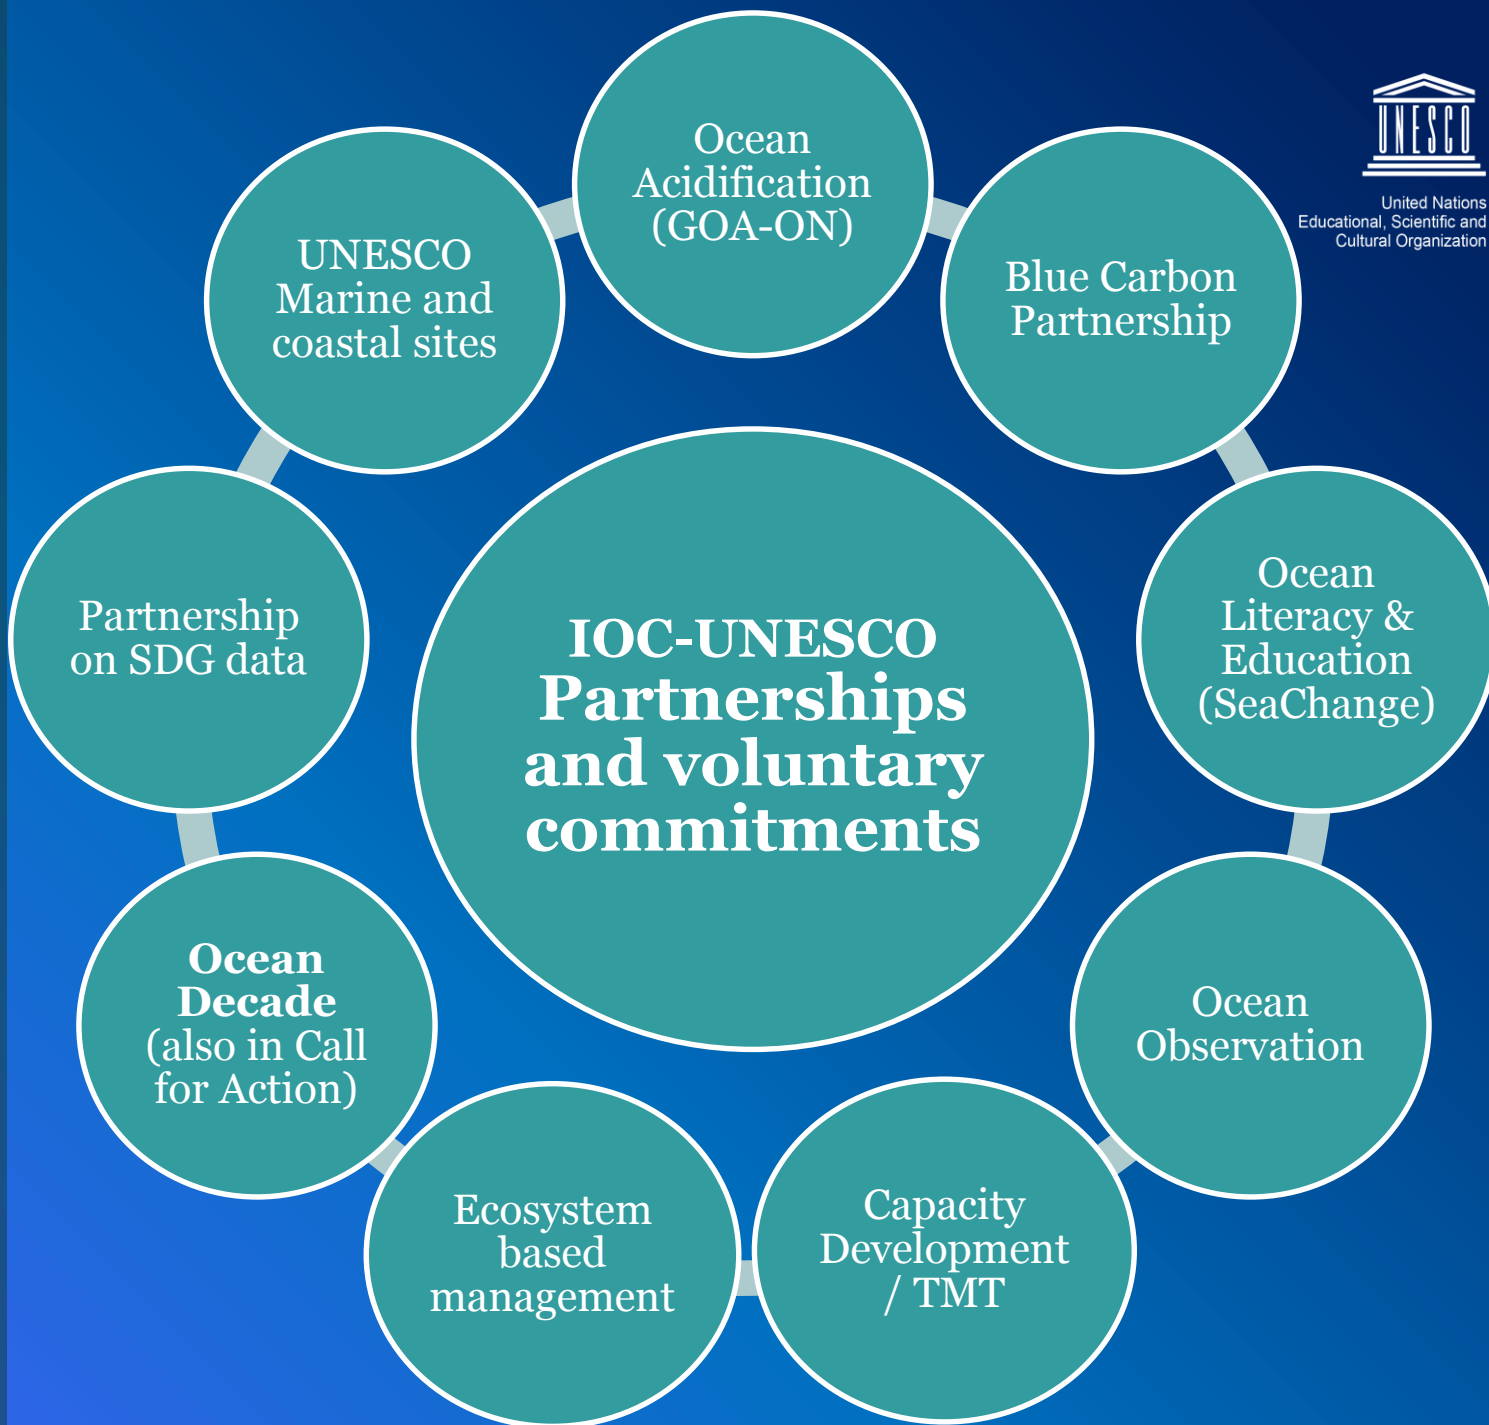 Ocean
Acidification
(GOA-ON)
UNESCO
United Nations
Educational, Scientific and
Cultural Organization
Blue Carbon
Partnership
Ocean
Literacy &
Education
(SeaChange)
Ocean
Observation
Capacity
Development
/ TMT
Ecosystem
based
management
Ocean
Decade
(also in Call
for Action)
Partnership
on SDG data
UNESCO
Marine and
coastal sites
IOC-UNESCO
Partnerships
and voluntary
commitments